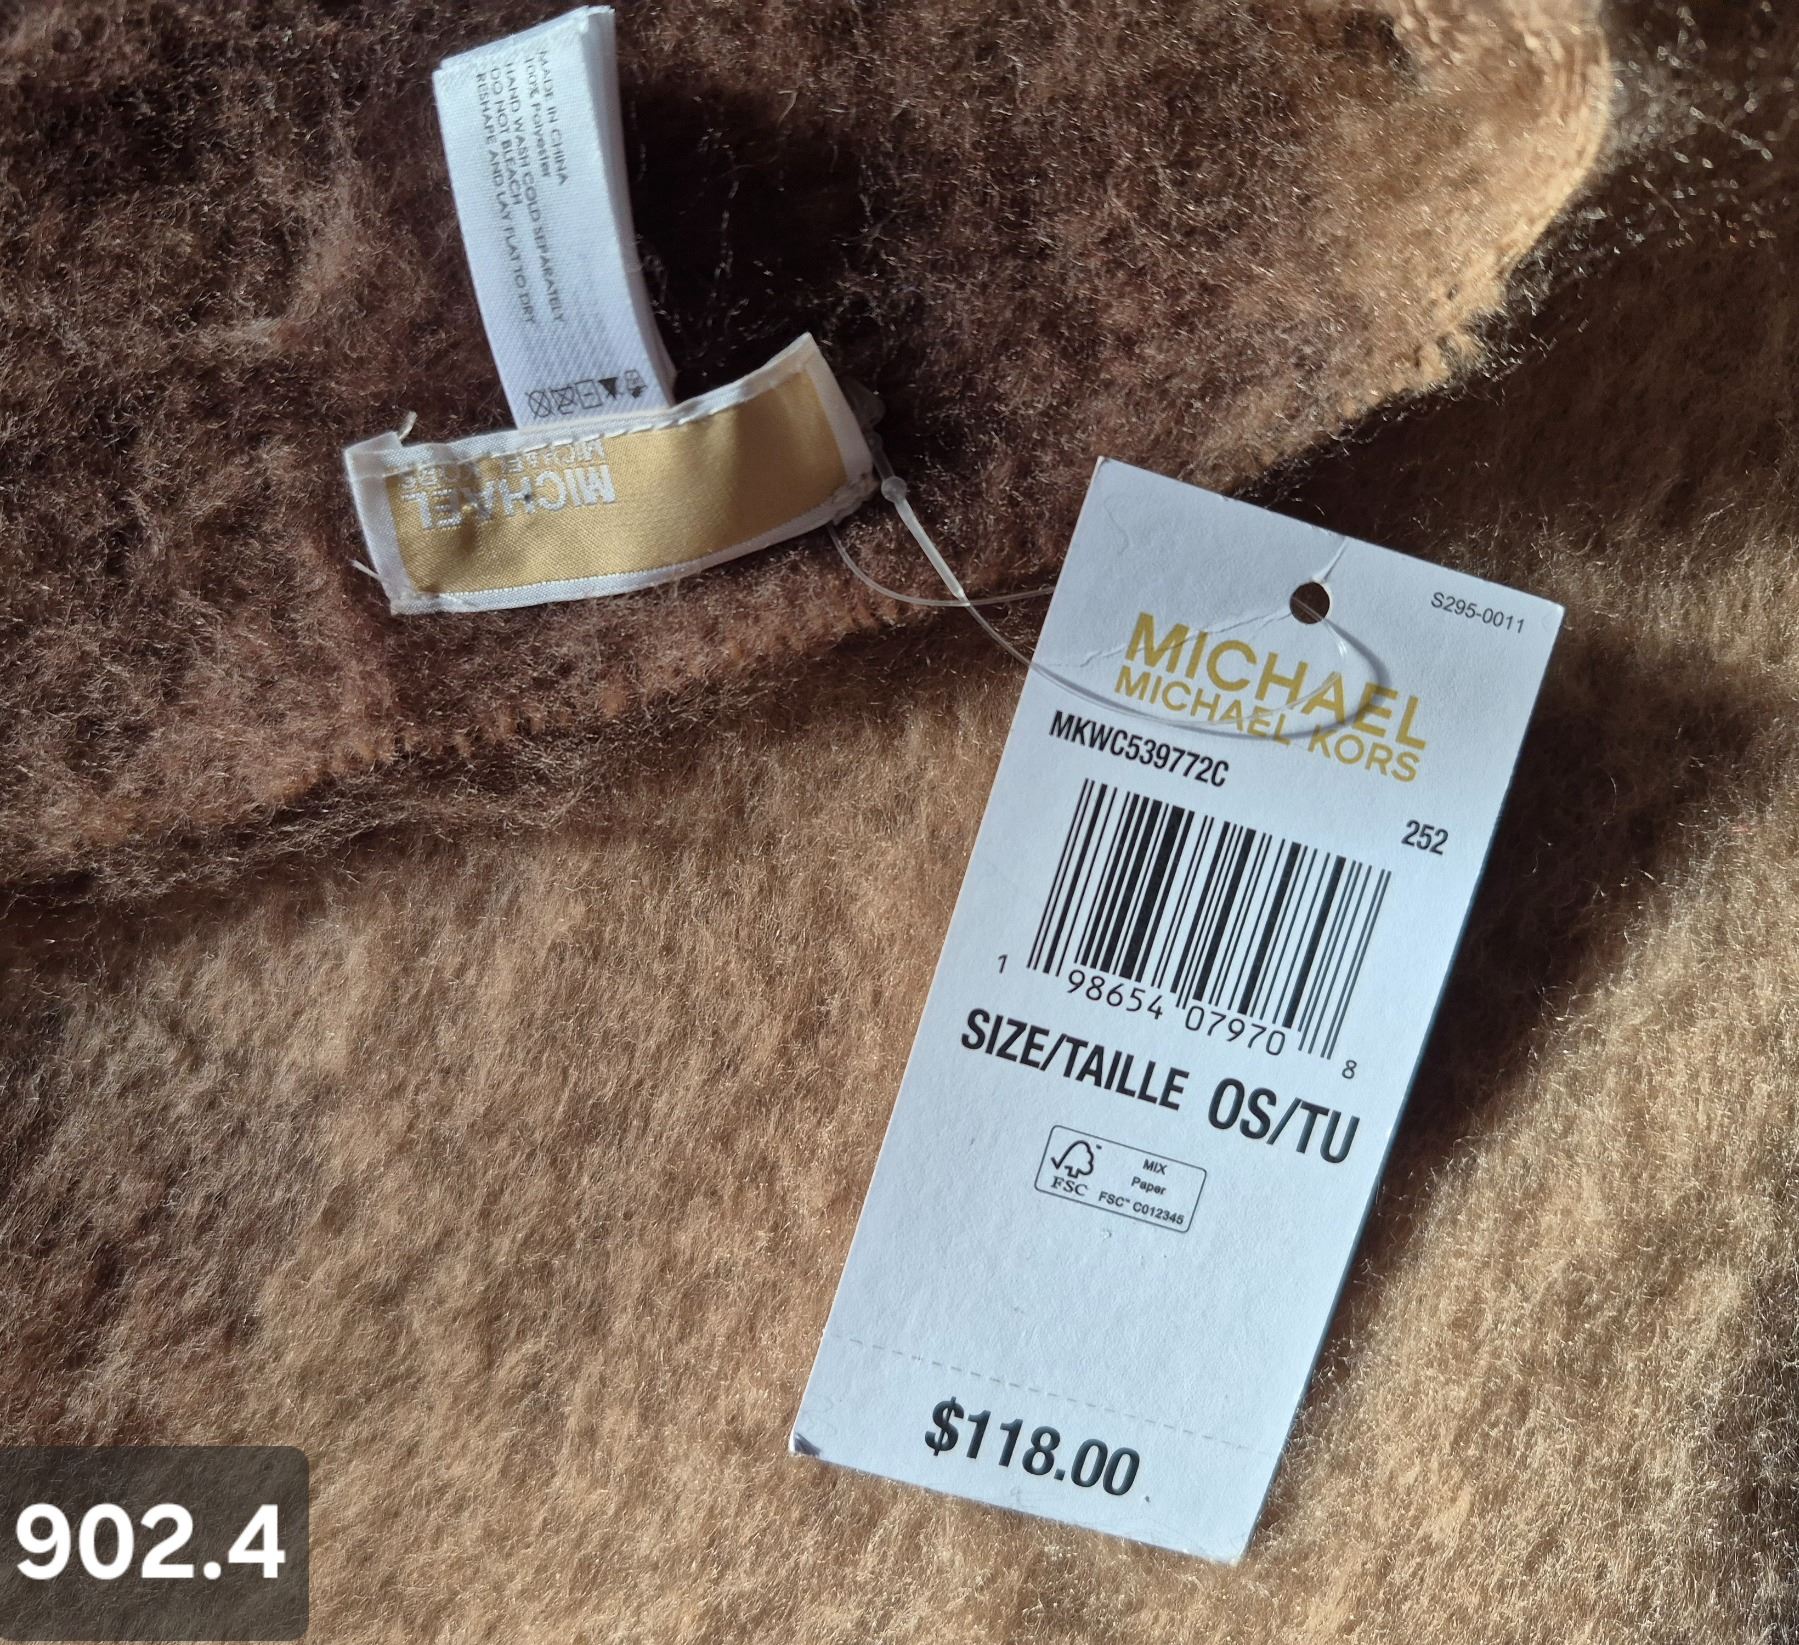 MADE IN CHINA
100% Polyester
HAND WASH COLD SEPARATELY
DO NOT BLEACH
RESHAPE AND LAY FLAT TO DRY
MICHAEL
MICHAEL KORS
S295-0011
MICHAEL
MICHAEL KORS
MKWC539772C
252
1 98654 07970 8
SIZE/TAILLE OS/TU
FSC
MIX
Paper
FSC™ C012345
$118.00
902.4